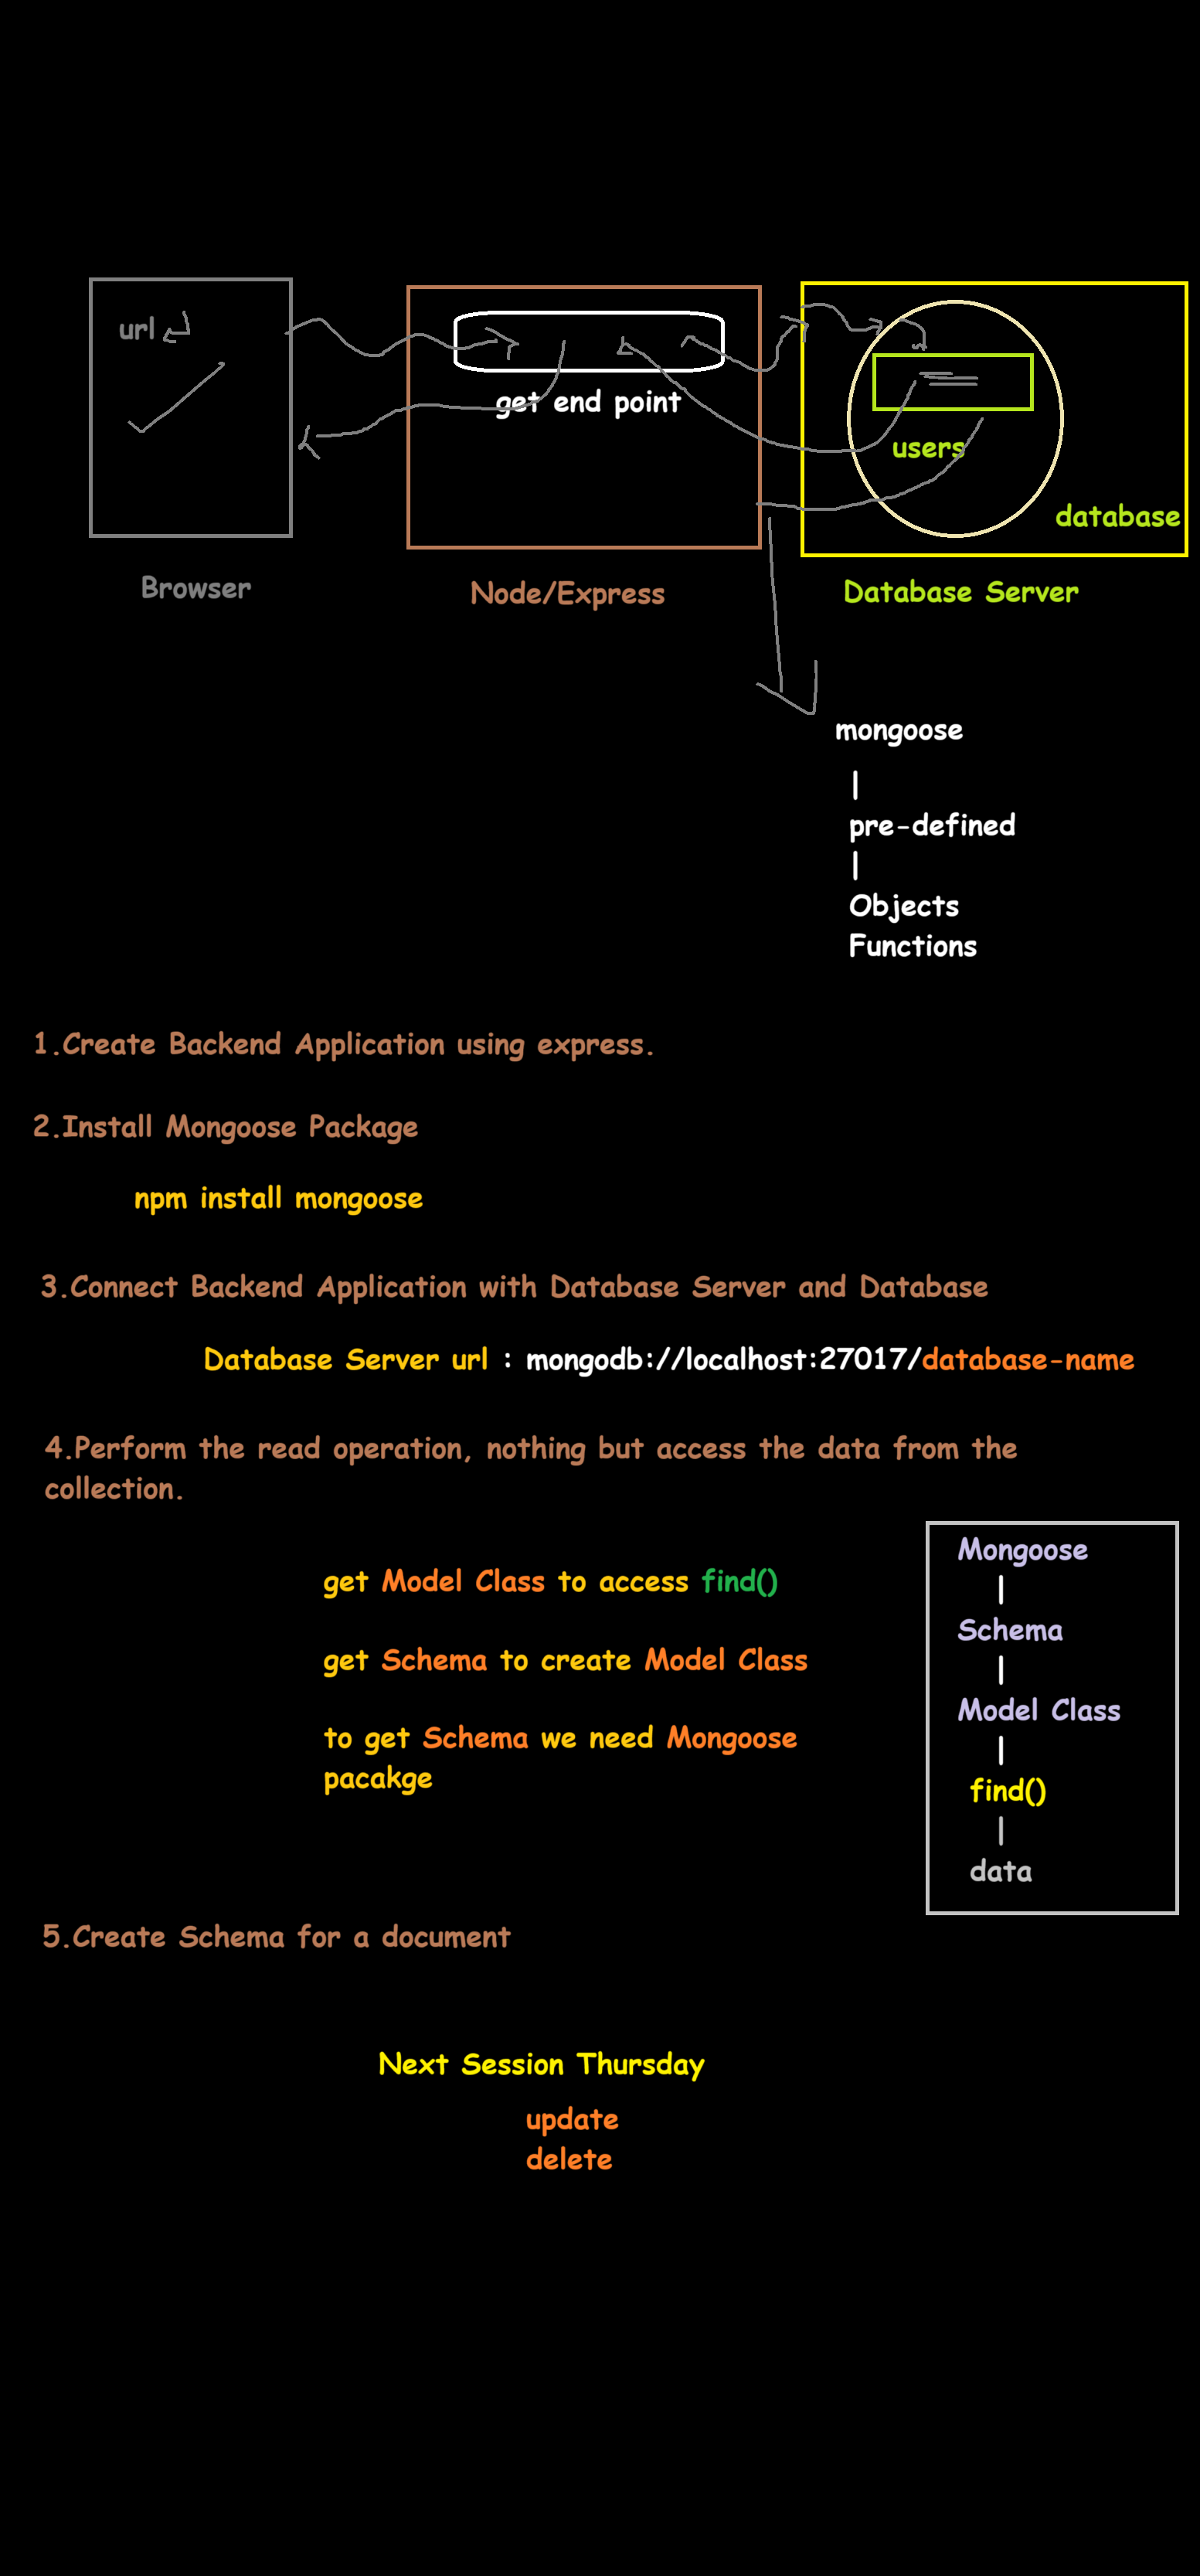 url
get end point
users
database
Browser
Node/Express
Database Server
mongoose
|
pre-defined
|
Objects
Functions
1.Create Backend Application using express.
2.Install Mongoose Package
npm install mongoose
3.Connect Backend Application with Database Server and Database
Database Server url : mongodb://localhost:27017/database-name
4.Perform the read operation, nothing but access the data from the
collection.
get Model Class to access find()
get Schema to create Model Class
to get Schema we need Mongoose
pacakge
Mongoose
|
Schema
|
Model Class
|
find()
|
data
5.Create Schema for a document
Next Session Thursday
update
delete